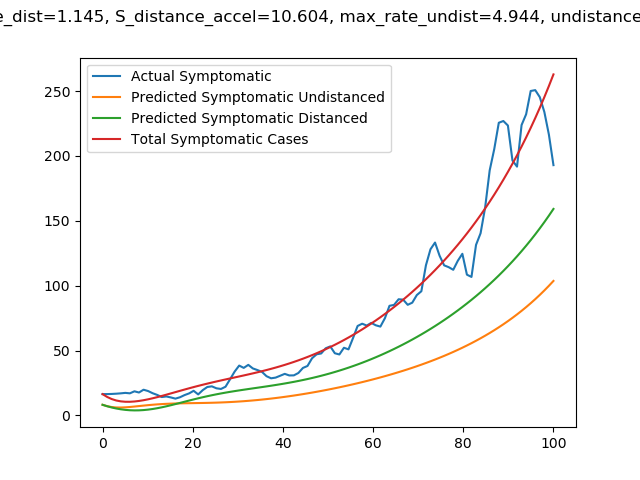 e_dist=1.145, S_distance_accel=10.604, max_rate_undist=4.944, undistance
Actual Symptomatic
Predicted Symptomatic Undistanced
Predicted Symptomatic Distanced
Total Symptomatic Cases
250
200
150
100
50
0
0 20 40 60 80 100